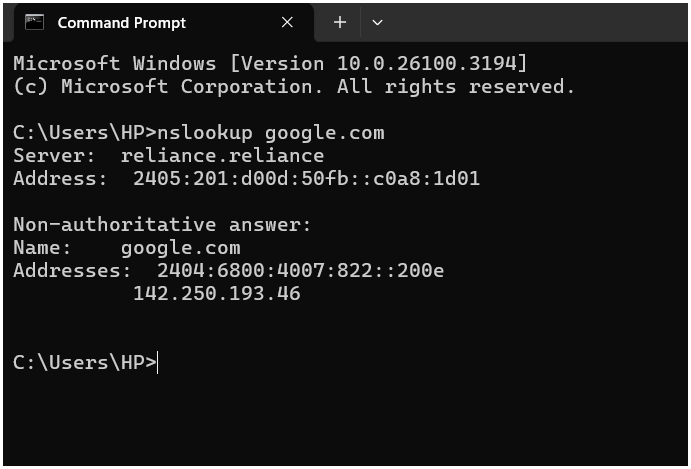 Command Prompt
Microsoft Windows [Version 10.0.26100.3194]
(c) Microsoft Corporation. All rights reserved.
C:\Users\HP>nslookup google.com
Server:  reliance.reliance
Address:  2405:201:d00d:50fb::c0a8:1d01
Non-authoritative answer:
Name:    google.com
Addresses:  2404:6800:4007:822::200e
          142.250.193.46
C:\Users\HP>